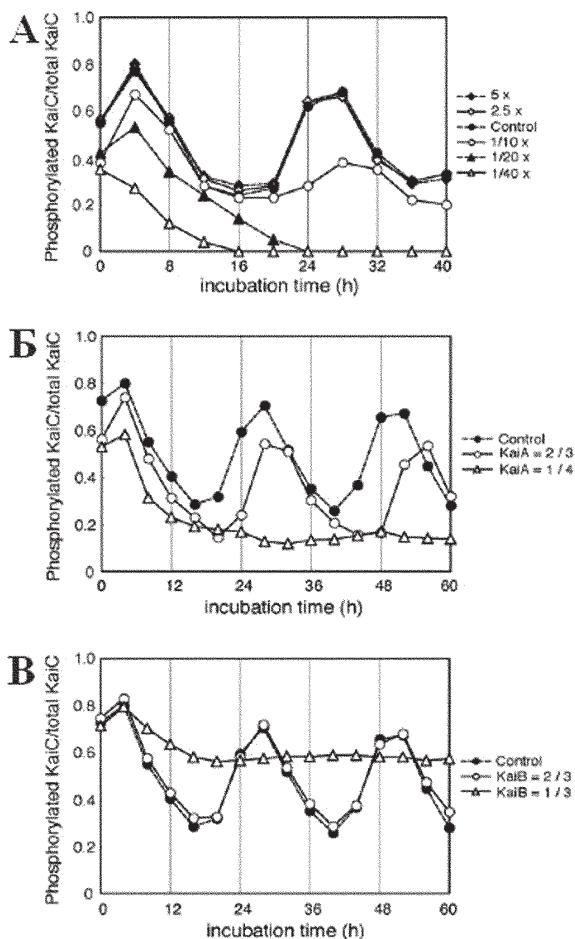 А
Phosphorylated KaiC/total KaiC
1.0
0.8
0.6
0.4
0.2
0
0 8 16 24 32 40
incubation time (h)
5 x
2.5 x
Control
1/10 x
1/20 x
1/40 x
Б
Phosphorylated KaiC/total KaiC
1.0
0.8
0.6
0.4
0.2
0
0 12 24 36 48 60
incubation time (h)
Control
KaiA = 2 / 3
KaiA = 1 / 4
В
Phosphorylated KaiC/total KaiC
1.0
0.8
0.6
0.4
0.2
0
0 12 24 36 48 60
incubation time (h)
Control
KaiB = 2 / 3
KaiB = 1 / 3